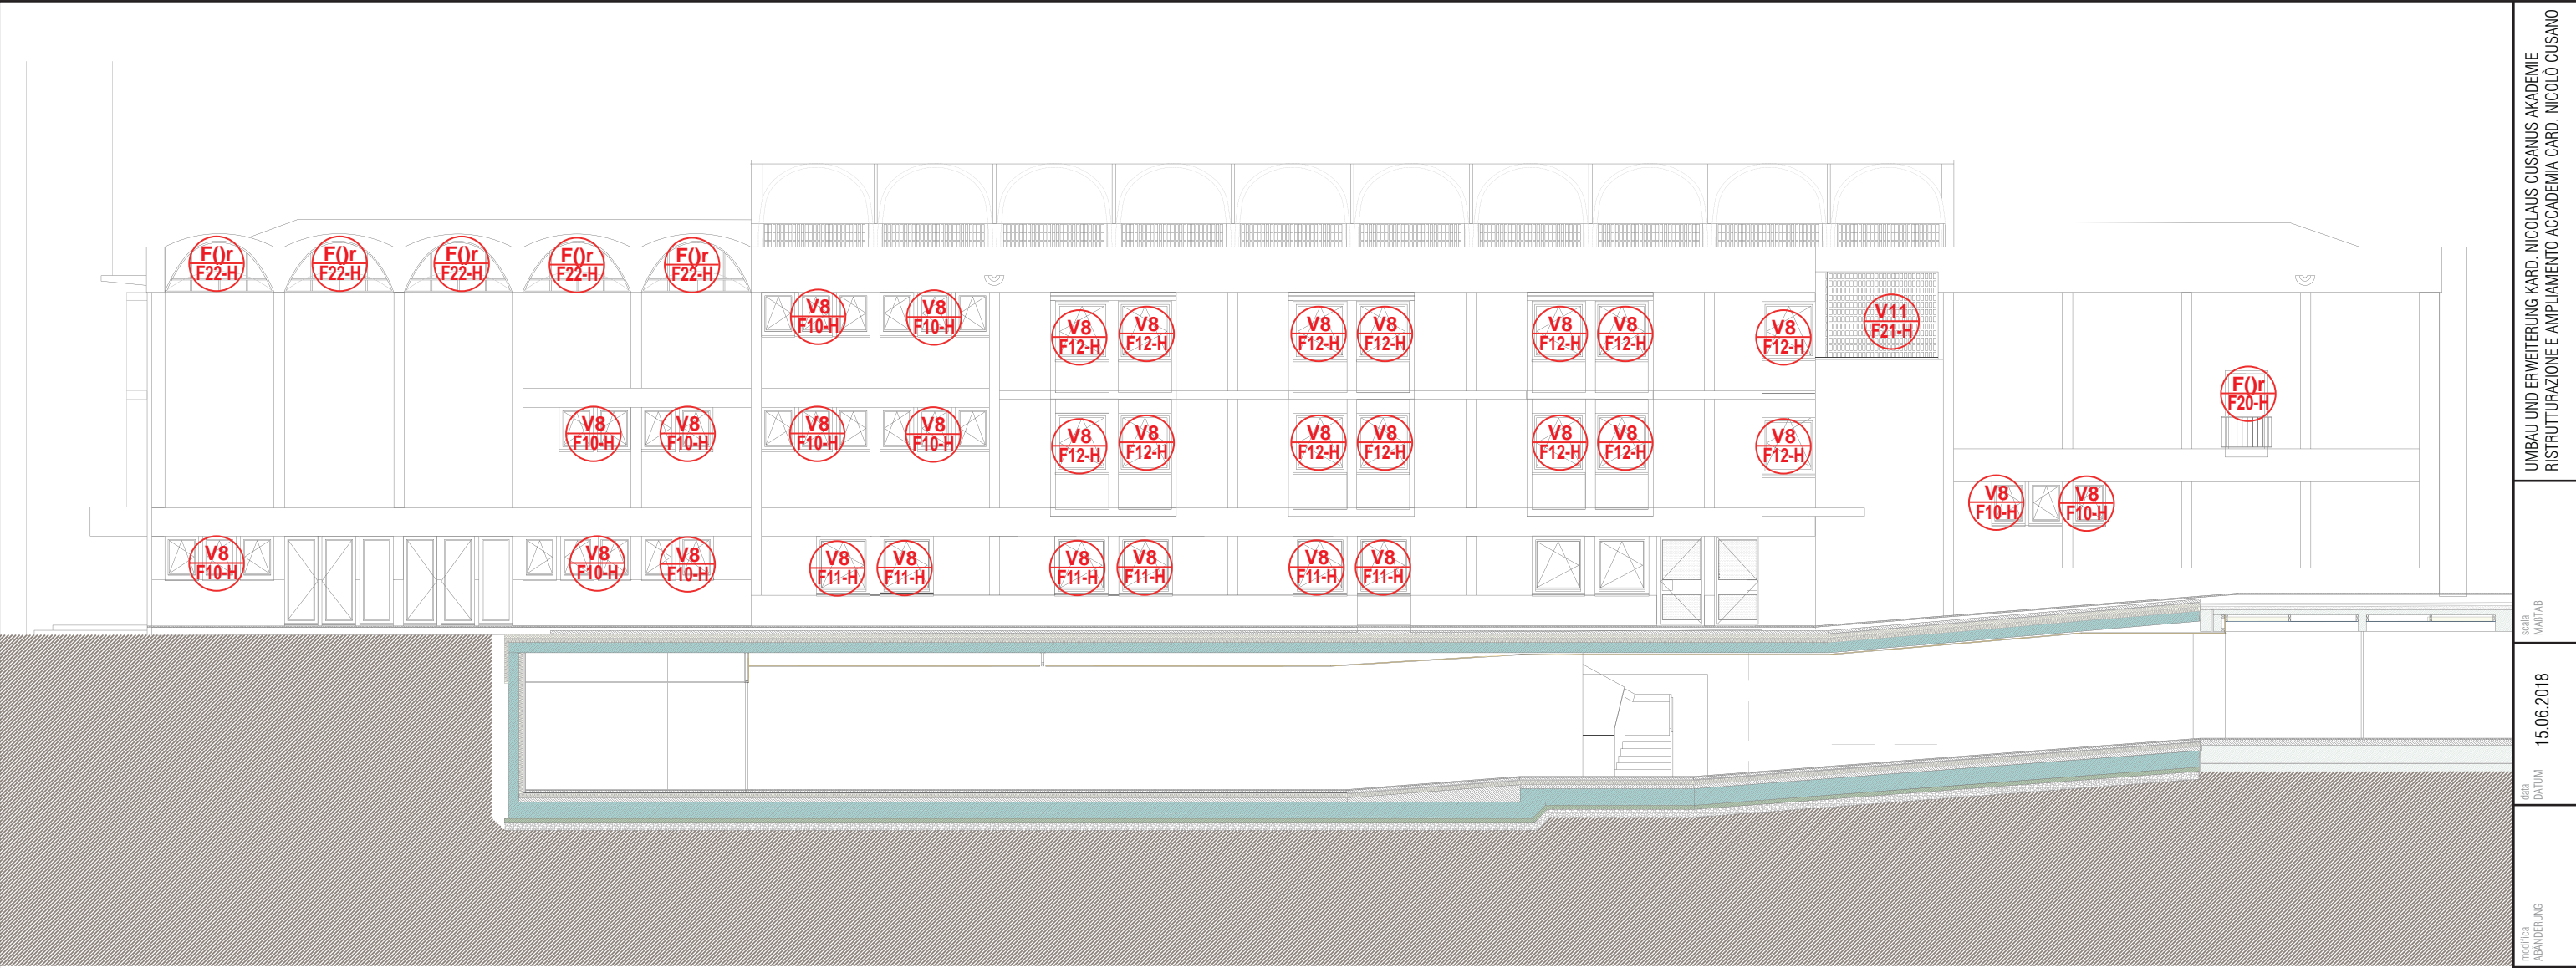 F()r
F22-H
F()r
F22-H
F()r
F22-H
F()r
F22-H
F()r
F22-H
V8
F10-H
V8
F10-H
V8
F12-H
V8
F12-H
V8
F12-H
V8
F12-H
V8
F12-H
V8
F12-H
V8
F12-H
V11
F21-H
F()r
F20-H
V8
F10-H
V8
F10-H
V8
F10-H
V8
F10-H
V8
F12-H
V8
F12-H
V8
F12-H
V8
F12-H
V8
F12-H
V8
F12-H
V8
F12-H
V8
F10-H
V8
F10-H
V8
F10-H
V8
F10-H
V8
F10-H
V8
F11-H
V8
F11-H
V8
F11-H
V8
F11-H
V8
F11-H
V8
F11-H
UMBAU UND ERWEITERUNG KARD. NICOLAUS CUSANUS AKADEMIE
RISTRUTTURAZIONE E AMPLIAMENTO ACCADEMIA CARD. NICOLÒ CUSANO
scala
MAßTAB
data
DATUM
15.06.2018
modifica
ABÄNDERUNG